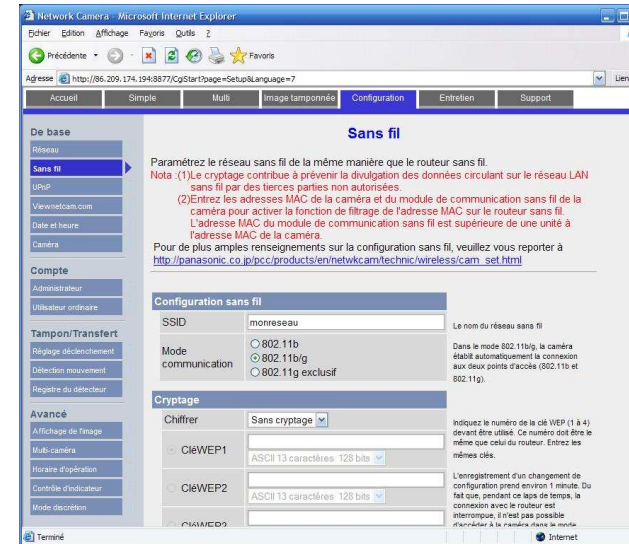 Network Camera - Microsoft Internet Explorer
Fichier Edition Affichage Favoris Outils ?
Précédente Favoris
Adresse http://86.209.174.194:8877/CgiStart?page=Setup&Language=7 Lien
Accueil Simple Multi Image tamponnée Configuration Entretien Support
De base
Réseau
Sans fil
UPnP
Viewnetcam.com
Date et heure
Caméra
Compte
Administrateur
Utilisateur ordinaire
Tampon/Transfert
Réglage déclenchement
Détection mouvement
Registre du détecteur
Avancé
Affichage de l'image
Multi-caméra
Horaire d'opération
Contrôle d'indicateur
Mode discrétion
Sans fil
Paramétrez le réseau sans fil de la même manière que le routeur sans fil.
Nota :(1)Le cryptage contribue à prévenir la divulgation des données circulant sur le réseau LAN
sans fil par des tierces parties non autorisées.
(2)Entrez les adresses MAC de la caméra et du module de communication sans fil de la
caméra pour activer la fonction de filtrage de l'adresse MAC sur le routeur sans fil.
L'adresse MAC du module de communication sans fil est supérieure de une unité à
l'adresse MAC de la caméra.
Pour de plus amples renseignements sur la configuration sans fil, veuillez vous reporter à
http://panasonic.co.jp/pcc/products/en/netwkcam/technic/wireless/cam_set.html
Configuration sans fil
SSID monreseau
Le nom du réseau sans fil
Mode
communication
802.11b
802.11b/g
802.11g exclusif
Dans le mode 802.11b/g, la caméra
établit automatiquement la connexion
aux deux points d'accès (802.11b et
802.11g).
Cryptage
Chiffrer Sans cryptage
CléWEP1
ASCII 13 caractères 128 bits
CléWEP2
ASCII 13 caractères 128 bits
CléWEP3
Indiquez le numéro de la clé WEP (1 à 4)
devant être utilisé. Ce numéro doit être le
même que celui du routeur. Entrez les
mêmes clés.
L'enregistrement d'un changement de
configuration prend environ 1 minute. Du
fait que, pendant ce laps de temps, la
connexion avec le routeur est
interrompue, il n'est pas possible
d'accéder à la caméra dans le mode
Terminé Internet